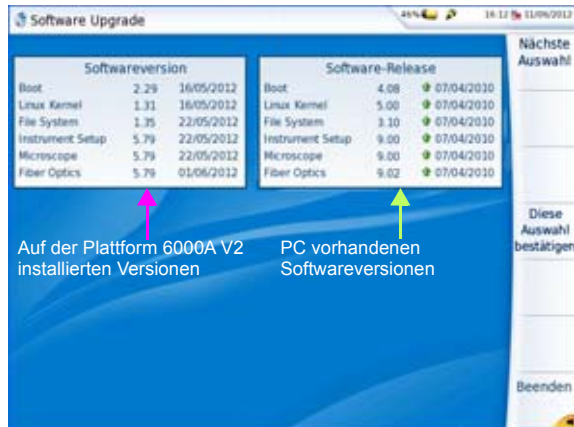 Software Upgrade
46% 16:12 11/06/2012
Softwareversion
Boot 2.29 16/05/2012
Linux Kernel 1.31 16/05/2012
File System 1.35 22/05/2012
Instrument Setup 5.79 22/05/2012
Microscope 5.79 22/05/2012
Fiber Optics 5.79 01/06/2012
Software-Release
Boot 4.08 07/04/2010
Linux Kernel 5.00 07/04/2010
File System 3.10 07/04/2010
Instrument Setup 9.00 07/04/2010
Microscope 9.00 07/04/2010
Fiber Optics 9.02 07/04/2010
Auf der Plattform 6000A V2
installierten Versionen
PC vorhandenen
Softwareversionen
Nächste
Auswahl
Diese
Auswahl
bestätigen
Beenden